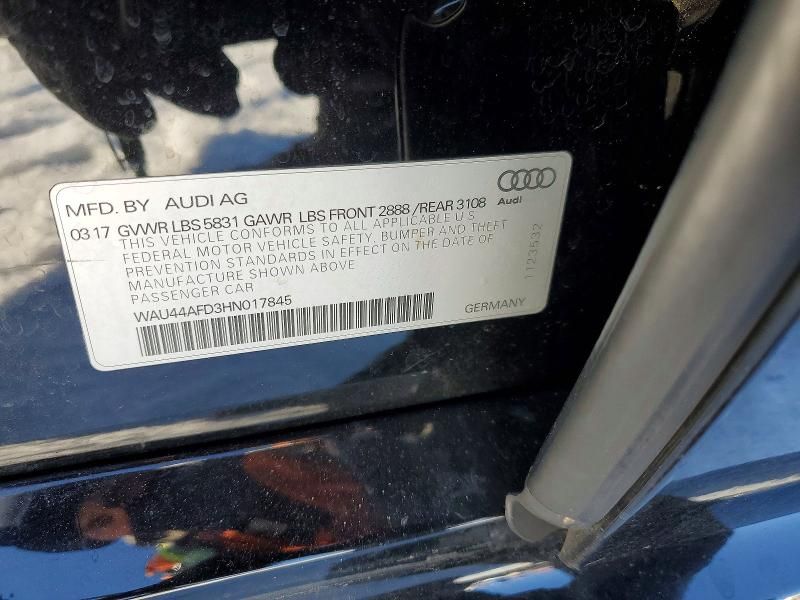 MFD. BY AUDI AG
0317 GVWR LBS 5831 GAWR LBS FRONT 2888 /REAR 3108
THIS VEHICLE CONFORMS TO ALL APPLICABLE U S
FEDERAL MOTOR VEHICLE SAFETY, BUMPER AND THEFT
PREVENTION STANDARDS IN EFFECT ON THE DATE OF
MANUFACTURE SHOWN ABOVE
PASSENGER CAR
WAU44AFD3HN017845
GERMANY
Audi
1123532